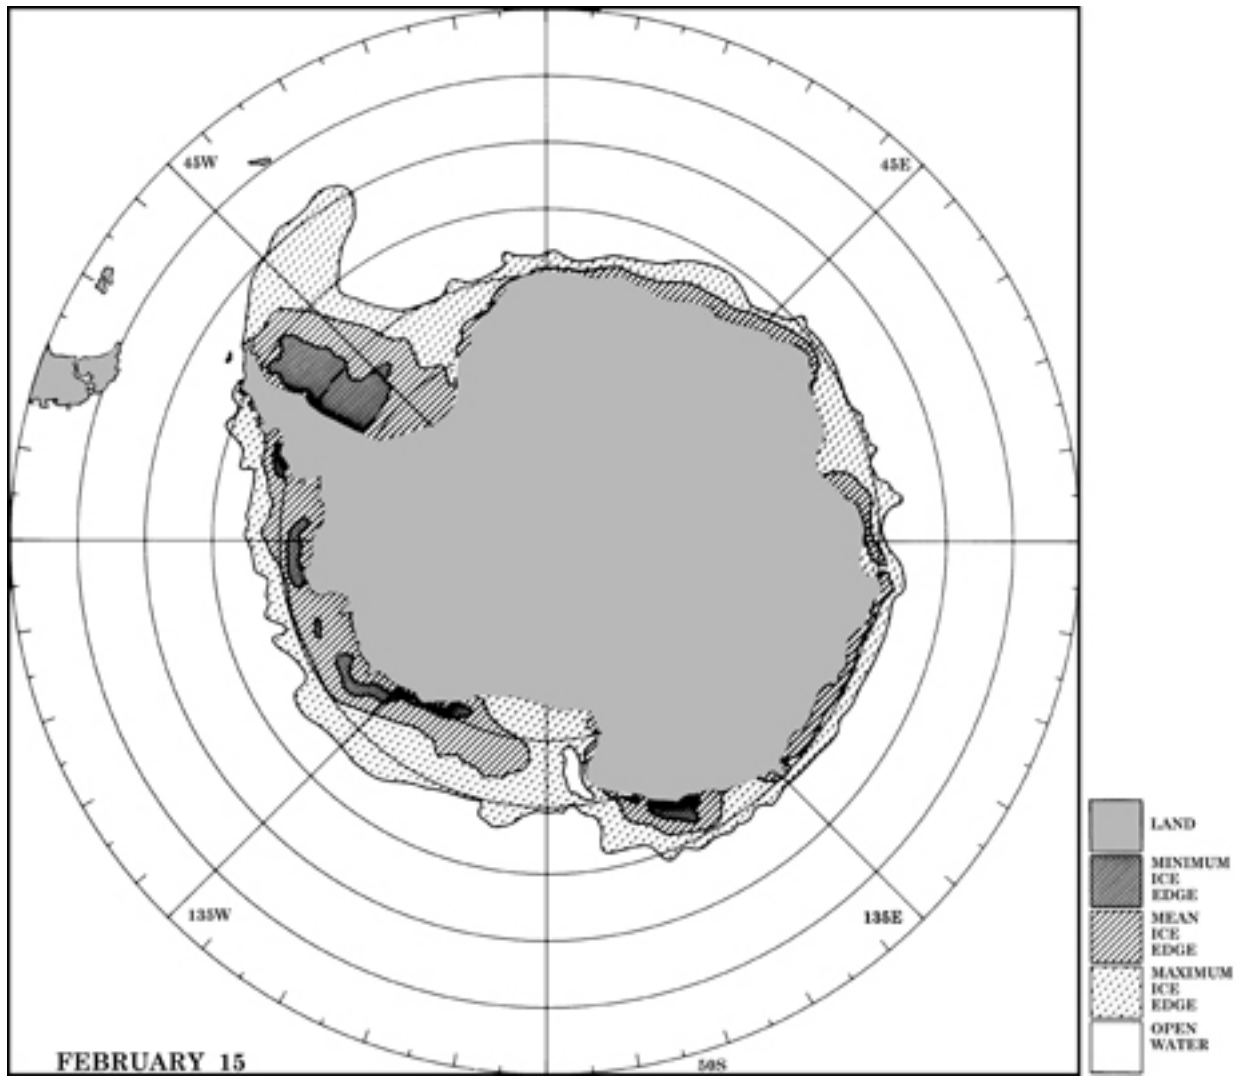 45W
45E
135W
135E
FEBRUARY 15
50S
LAND
MINIMUM
ICE
EDGE
MEAN
ICE
EDGE
MAXIMUM
ICE
EDGE
OPEN
WATER